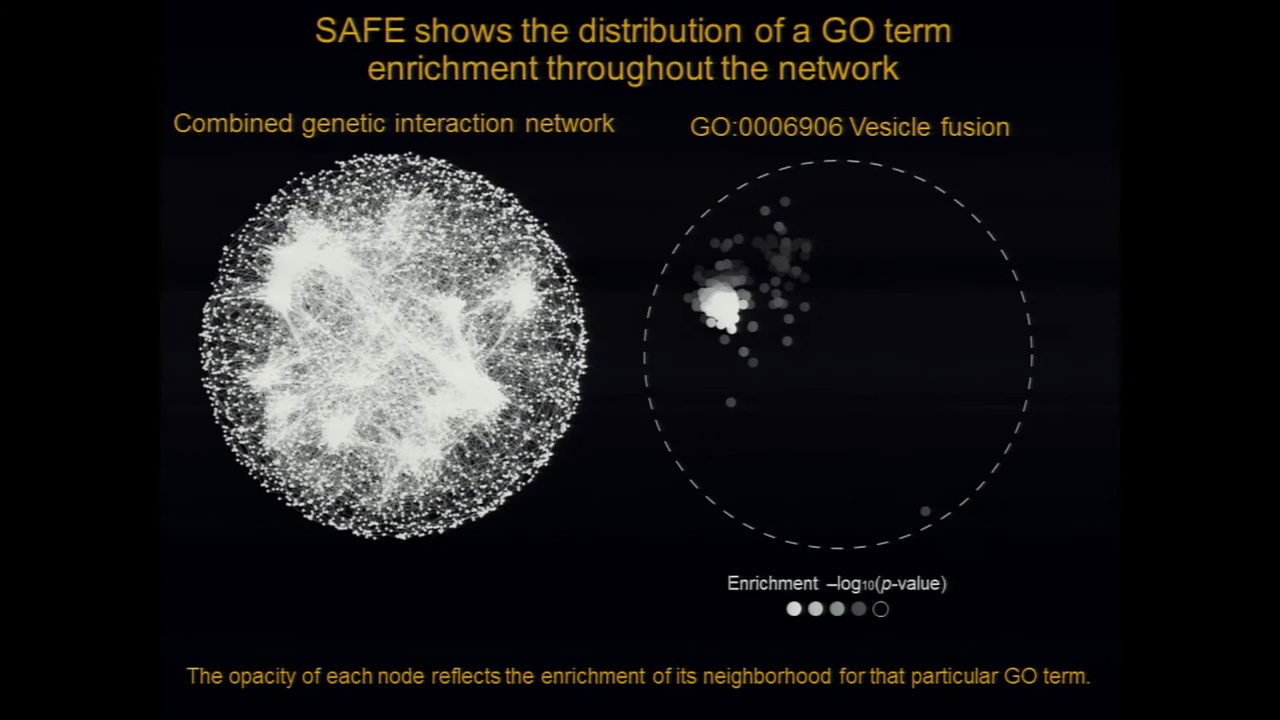 SAFE shows the distribution of a GO term
enrichment throughout the network
Combined genetic interaction network
GO:0006906 Vesicle fusion
Enrichment –log10(p-value)
The opacity of each node reflects the enrichment of its neighborhood for that particular GO term.